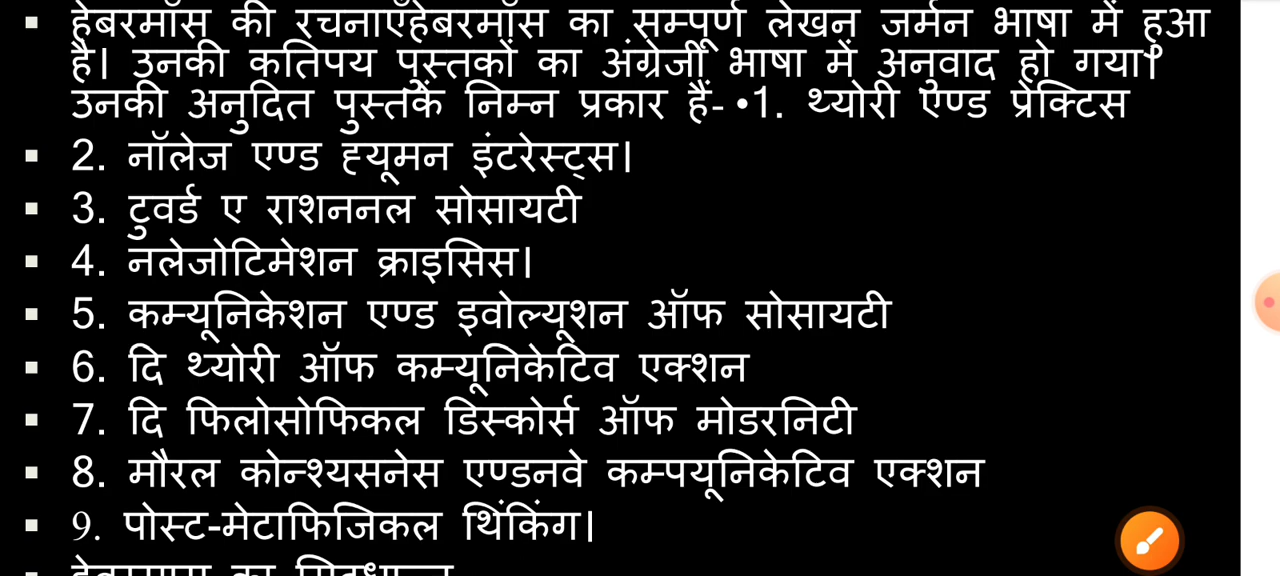 हेबरमॉस की रचनाएँहेबरमॉस का सम्पूर्ण लेखन जर्मन भाषा में हुआ
है। उनकी कतिपय पुस्तकों का अंग्रेजी भाषा में अनुवाद हो गया।
उनकी अनुदित पुस्तकें निम्न प्रकार हैं- •1. थ्योरी ऐण्ड प्रेक्टिस
2. नॉलेज एण्ड ह्यूमन इंटरेस्ट्स।
3. टुवर्ड ए राशननल सोसायटी
4. नलेजोटिमेशन क्राइसिस।
5. कम्यूनिकेशन एण्ड इवोल्यूशन ऑफ सोसायटी
6. दि थ्योरी ऑफ कम्यूनिकेटिव एक्शन
7. दि फिलोसोफिकल डिस्कोर्स ऑफ मोडरनिटी
8. मौरल कोन्श्यसनेस एण्डनवे कम्पयूनिकेटिव एक्शन
9. पोस्ट-मेटाफिजिकल थिंकिंग।